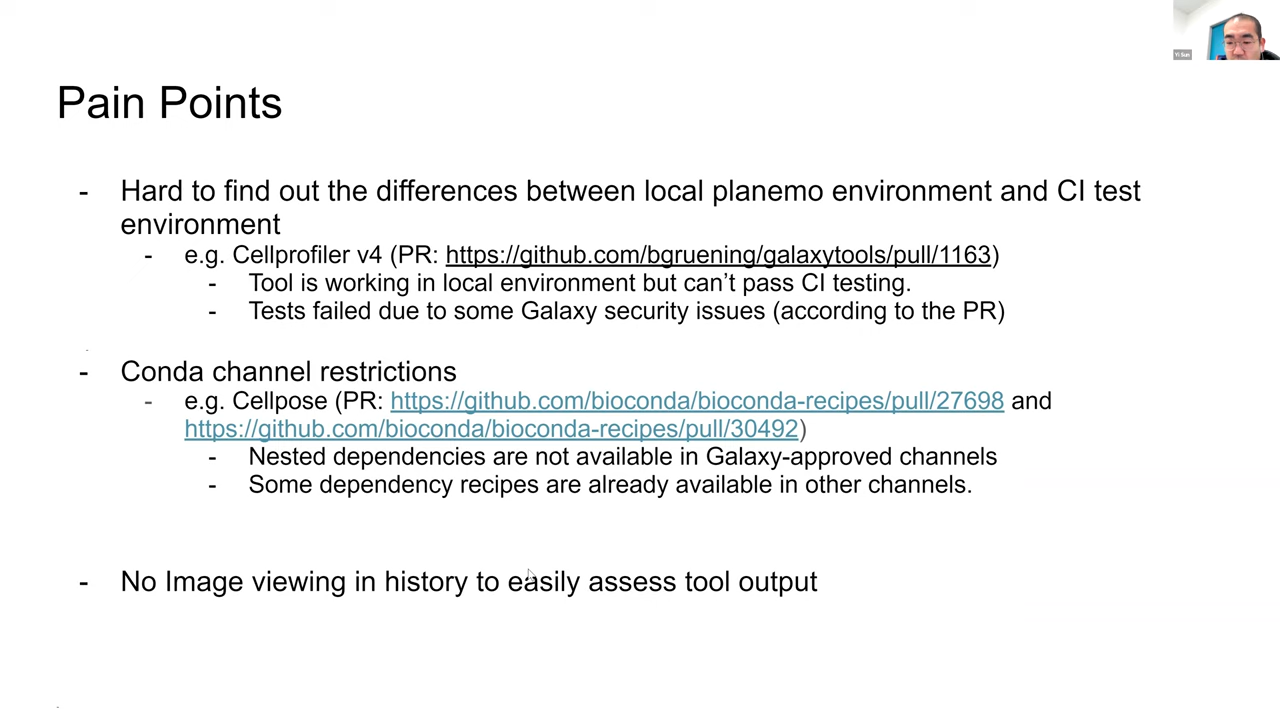 Yi Sun
Pain Points
- Hard to find out the differences between local planemo environment and CI test
environment
- e.g. Cellprofiler v4 (PR: https://github.com/bgruening/galaxytools/pull/1163)
- Tool is working in local environment but can’t pass CI testing.
- Tests failed due to some Galaxy security issues (according to the PR)
- Conda channel restrictions
- e.g. Cellpose (PR: https://github.com/bioconda/bioconda-recipes/pull/27698 and
https://github.com/bioconda/bioconda-recipes/pull/30492)
- Nested dependencies are not available in Galaxy-approved channels
- Some dependency recipes are already available in other channels.
- No Image viewing in history to easily assess tool output